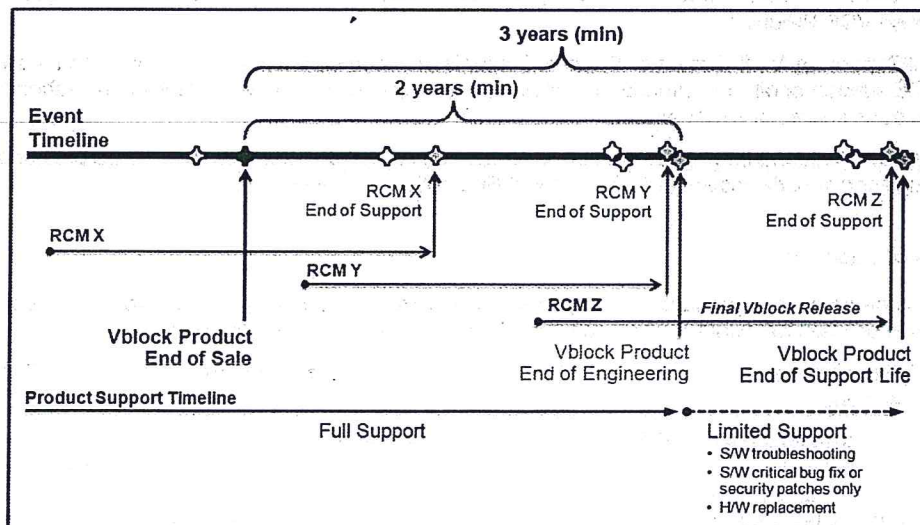 3 years (min)
2 years (min)
Event
Timeline
RCM X
End of Support
RCM Y
End of Support
RCM Z
End of Support
RCM X
RCM Y
RCM Z
Final Vblock Release
Vblock Product
End of Sale
Vblock Product
End of Engineering
Vblock Product
End of Support Life
Product Support Timeline
Full Support
Limited Support
• S/W troubleshooting
• S/W critical bug fix or
security patches only
• H/W replacement